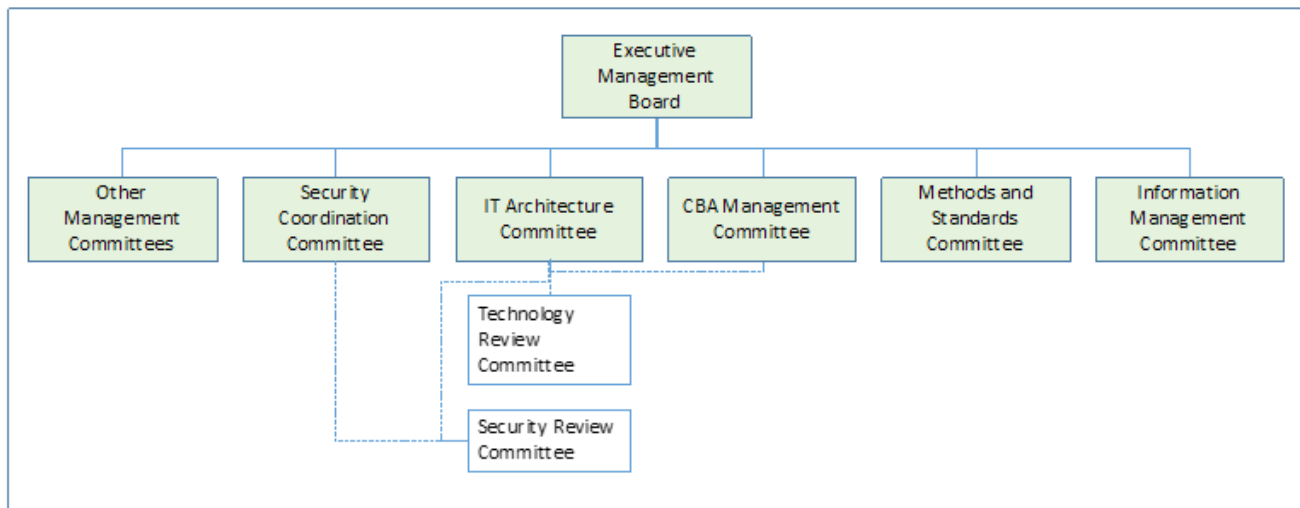 Executive
Management
Board
Other
Management
Committees
Security
Coordination
Committee
IT Architecture
Committee
CBA Management
Committee
Methods and
Standards
Committee
Information
Management
Committee
Technology
Review
Committee
Security Review
Committee